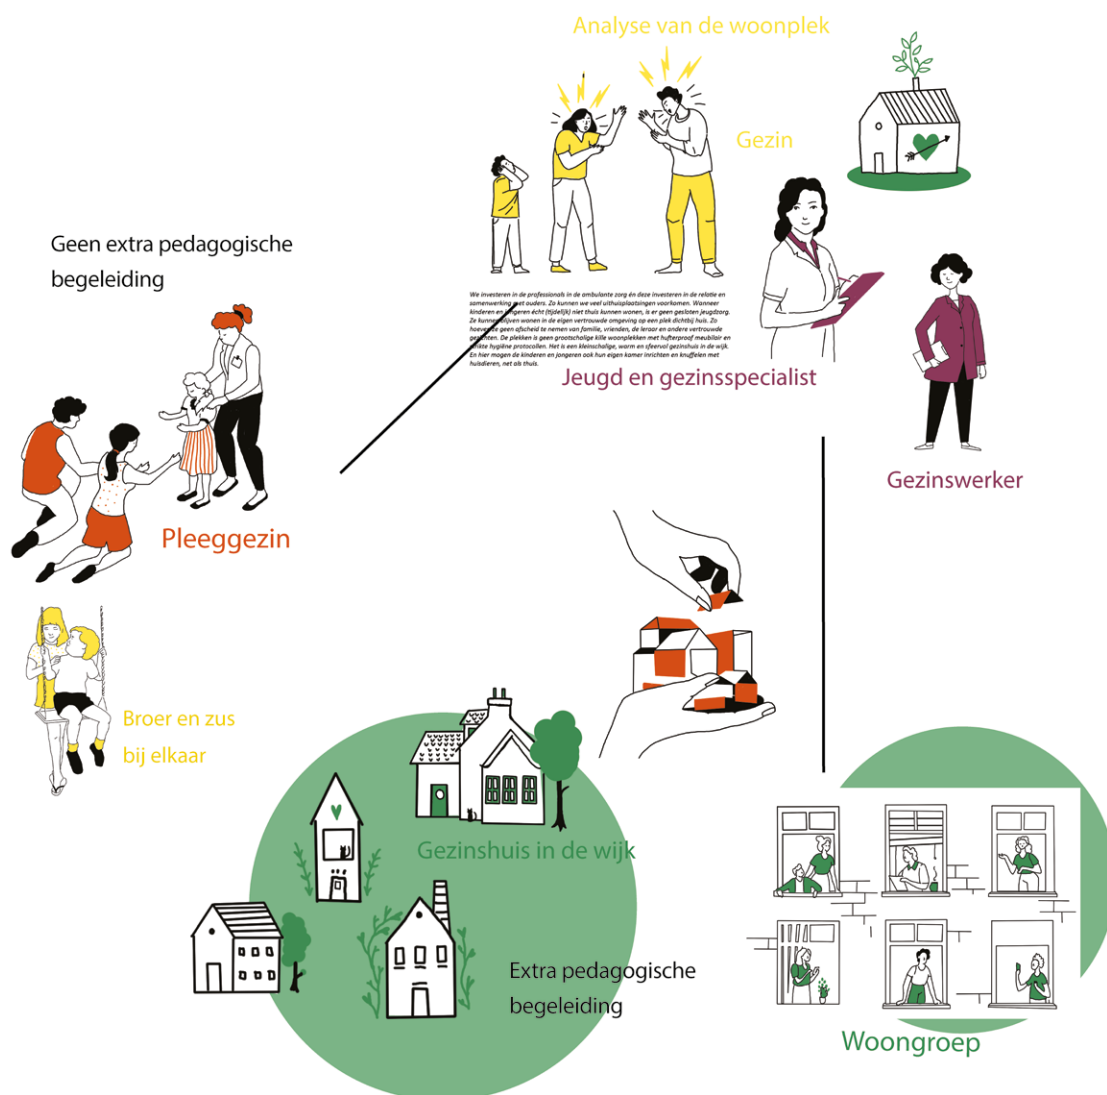 Analyse van de woonplek
Gezin
Geen extra pedagogische
begeleiding
We investeren in de professionals in de ambulante zorg én deze investeren in de relatie en
samenwerking met ouders. Zo kunnen we veel uithuisplaatsingen voorkomen. Wanneer
kinderen en jongeren écht (tijdelijk) niet thuis kunnen wonen, is er geen gesloten jeugdzorg.
Ze kunnen blijven wonen in de eigen vertrouwde omgeving op een plek dichtbij huis. Zo
hoeven ze geen afscheid te nemen van familie, vrienden, de leraar en andere vertrouwde
gezichten. De plekken is geen grootschalige kille woonplekken met hufterproof meubilair en
strikte hygiëne protocollen. Het is een kleinschalige, warm en sfeervol gezinshuis in de wijk.
En hier mogen de kinderen en jongeren ook hun eigen kamer inrichten en knuffelen met
huisdieren, net als thuis.
Jeugd en gezinsspecialist
Gezinswerker
Pleeggezin
Broer en zus
bij elkaar
Gezinshuis in de wijk
Extra pedagogische
begeleiding
Woongroep